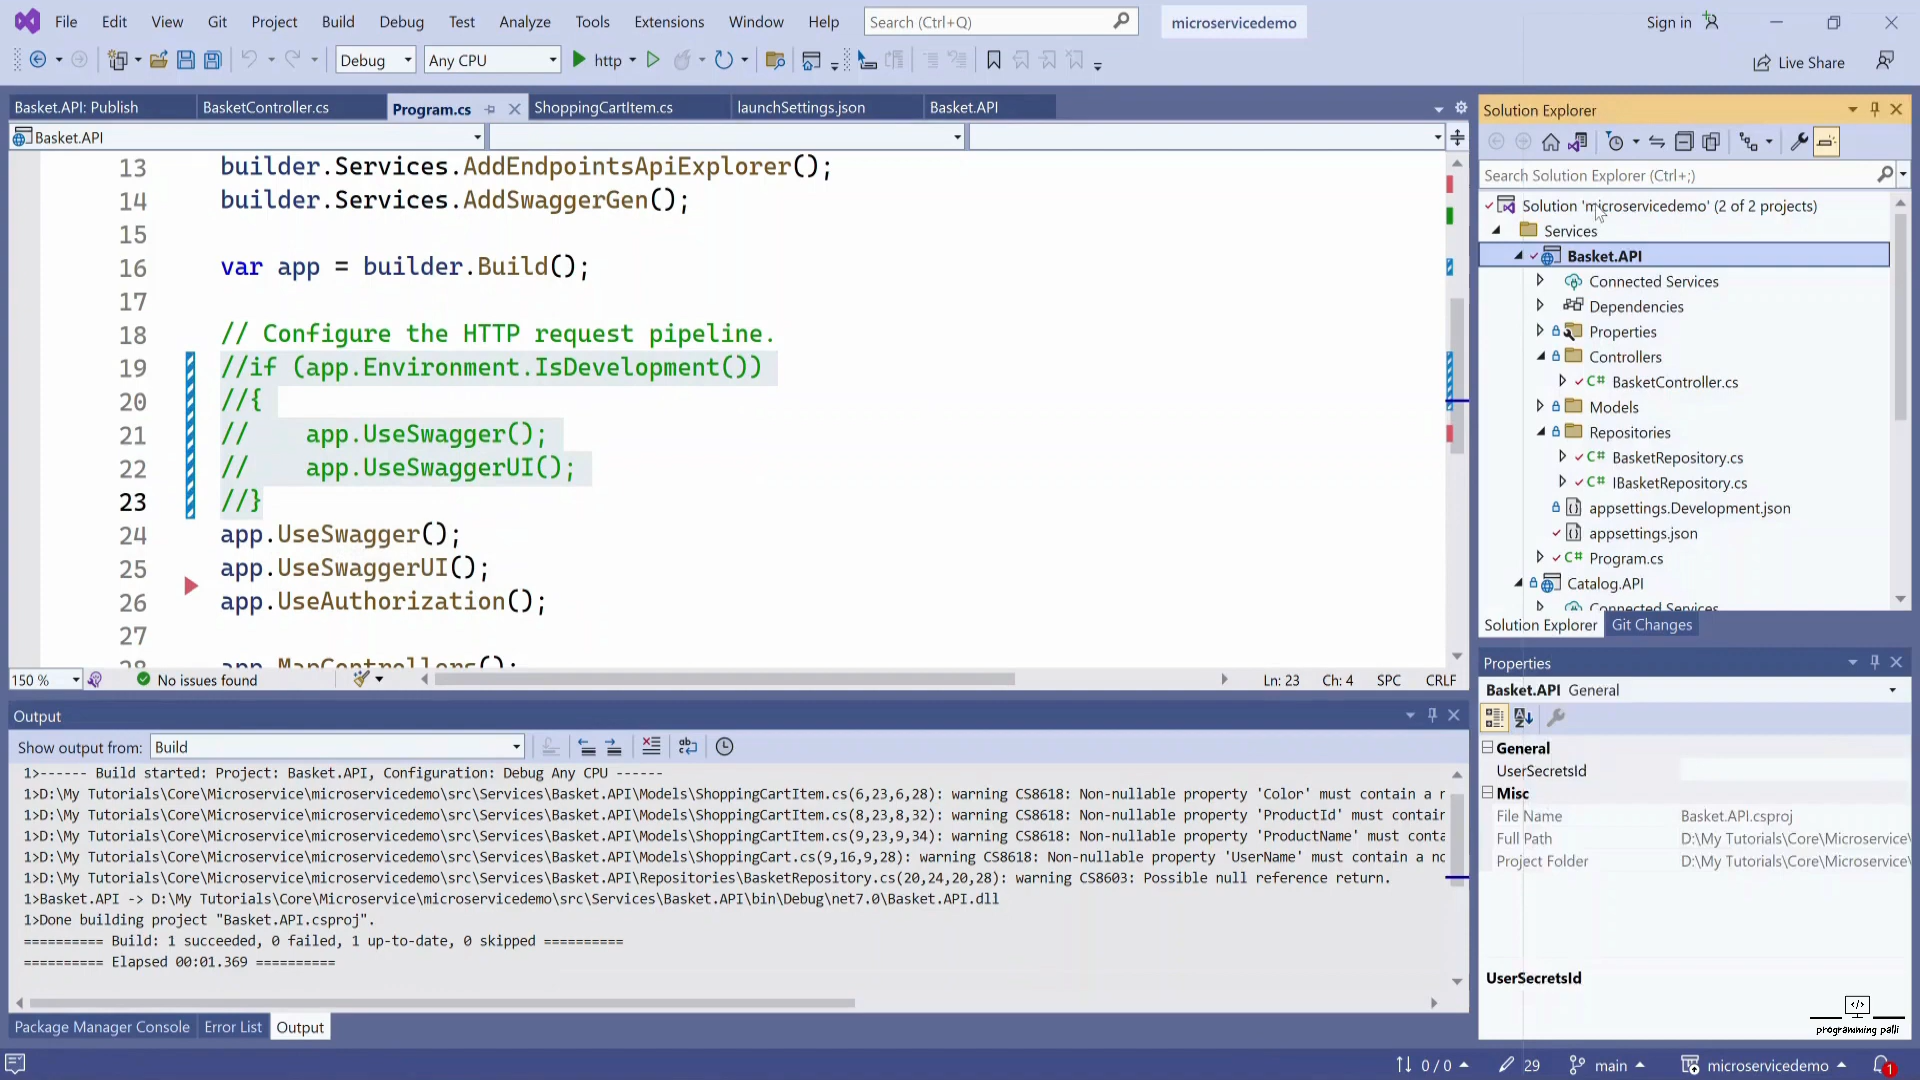 File Edit View Git Project Build Debug Test Analyze Tools Extensions Window Help Search (Ctrl+Q) microservicedemo Sign in
Debug Any CPU http Live Share
Basket.API: Publish BasketController.cs Program.cs ShoppingCartItem.cs launchSettings.json Basket.API
Basket.API
13 builder.Services.AddEndpointsApiExplorer();
14 builder.Services.AddSwaggerGen();
15
16 var app = builder.Build();
17
18 // Configure the HTTP request pipeline.
19 //if (app.Environment.IsDevelopment())
20 //{
21 //    app.UseSwagger();
22 //    app.UseSwaggerUI();
23 //}
24 app.UseSwagger();
25 app.UseSwaggerUI();
26 app.UseAuthorization();
27
28 app.MapControllers();
150 % No issues found Ln: 23 Ch: 4 SPC CRLF
Output
Show output from: Build
1>------ Build started: Project: Basket.API, Configuration: Debug Any CPU ------
1>D:\My Tutorials\Core\Microservice\microservicedemo\src\Services\Basket.API\Models\ShoppingCartItem.cs(6,23,6,28): warning CS8618: Non-nullable property 'Color' must contain a n
1>D:\My Tutorials\Core\Microservice\microservicedemo\src\Services\Basket.API\Models\ShoppingCartItem.cs(8,23,8,32): warning CS8618: Non-nullable property 'ProductId' must contain
1>D:\My Tutorials\Core\Microservice\microservicedemo\src\Services\Basket.API\Models\ShoppingCartItem.cs(9,23,9,34): warning CS8618: Non-nullable property 'ProductName' must conta
1>D:\My Tutorials\Core\Microservice\microservicedemo\src\Services\Basket.API\Models\ShoppingCart.cs(9,16,9,28): warning CS8618: Non-nullable property 'UserName' must contain a no
1>D:\My Tutorials\Core\Microservice\microservicedemo\src\Services\Basket.API\Repositories\BasketRepository.cs(20,24,20,28): warning CS8603: Possible null reference return.
1>Basket.API -> D:\My Tutorials\Core\Microservice\microservicedemo\src\Services\Basket.API\bin\Debug\net7.0\Basket.API.dll
1>Done building project "Basket.API.csproj".
========== Build: 1 succeeded, 0 failed, 1 up-to-date, 0 skipped ==========
========== Elapsed 00:01.369 ==========
Package Manager Console Error List Output
Solution Explorer
Search Solution Explorer (Ctrl+;)
Solution 'microservicedemo' (2 of 2 projects)
Services
Basket.API
Connected Services
Dependencies
Properties
Controllers
C# BasketController.cs
Models
Repositories
C# BasketRepository.cs
C# IBasketRepository.cs
appsettings.Development.json
appsettings.json
C# Program.cs
Catalog.API
Connected Services
Solution Explorer Git Changes
Properties
Basket.API General
General
UserSecretsId
Misc
File Name Basket.API.csproj
Full Path D:\My Tutorials\Core\Microservice\
Project Folder D:\My Tutorials\Core\Microservice\
UserSecretsId
programming palli
0 / 0 29 main microservicedemo 1